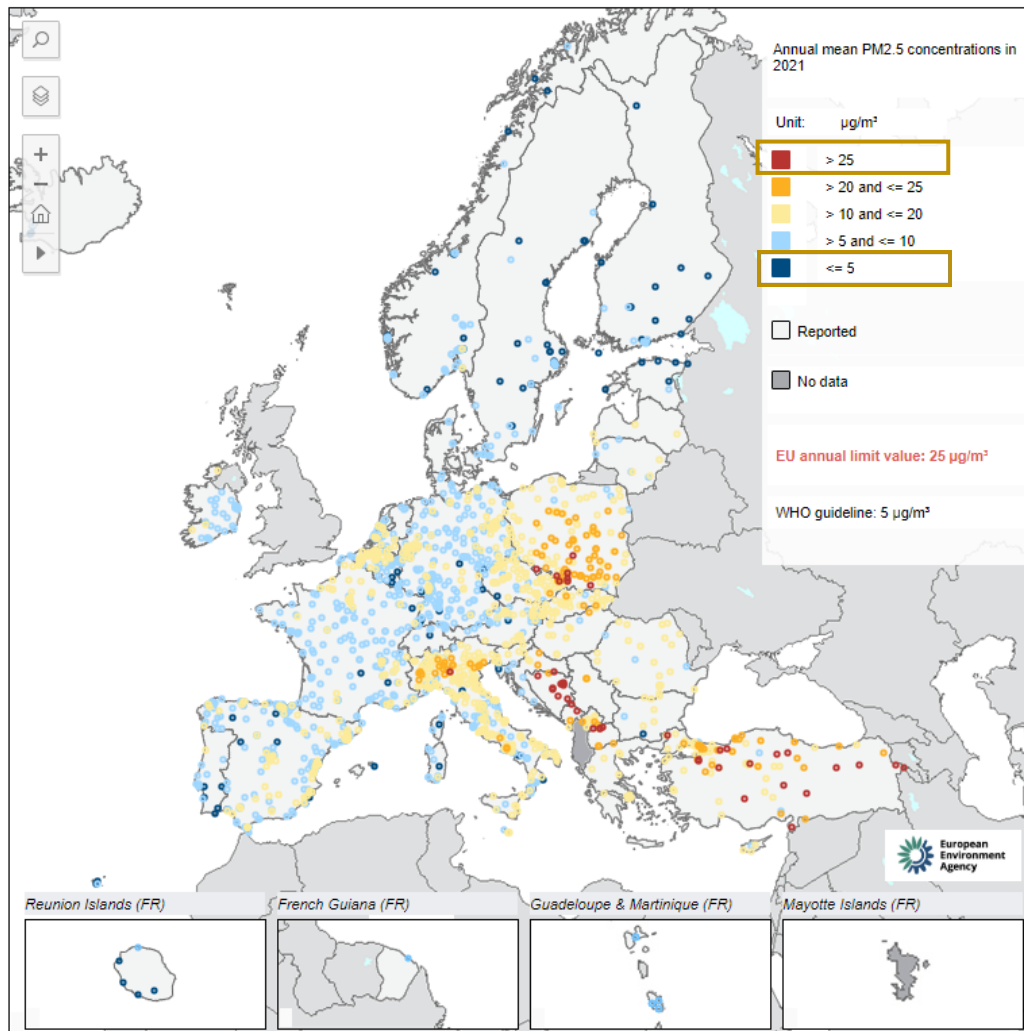 Annual mean PM2.5 concentrations in
2021
Unit: µg/m³
> 25
> 20 and <= 25
> 10 and <= 20
> 5 and <= 10
<= 5
Reported
No data
EU annual limit value: 25 µg/m³
WHO guideline: 5 µg/m³
European
Environment
Agency
Reunion Islands (FR)
French Guiana (FR)
Guadeloupe & Martinique (FR)
Mayotte Islands (FR)